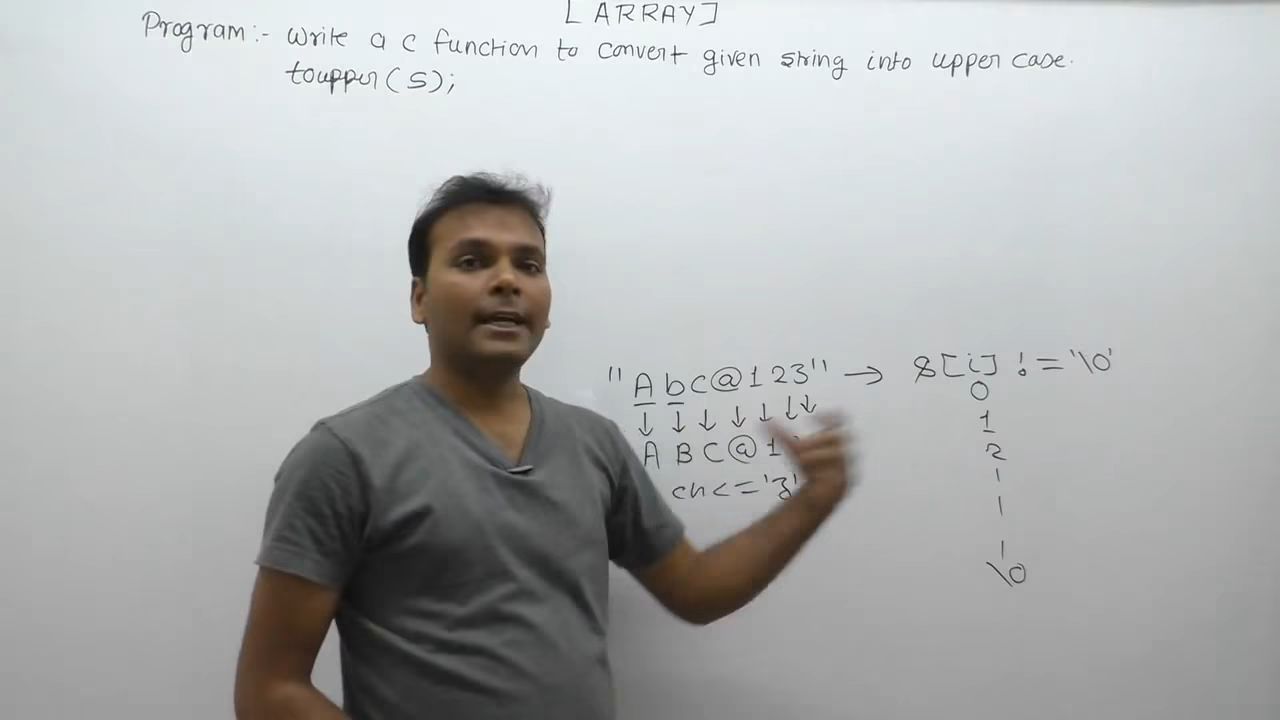 [ ARRAY ]
Program:- Write a c function to convert given string into upper case.
toupper(s);
"Abc@123" → s[i] != '\0'
↓ ↓ ↓ ↓ ↓ ↓ ↓
0
1
A B C @ 1
2
ch <= 'z'
\0